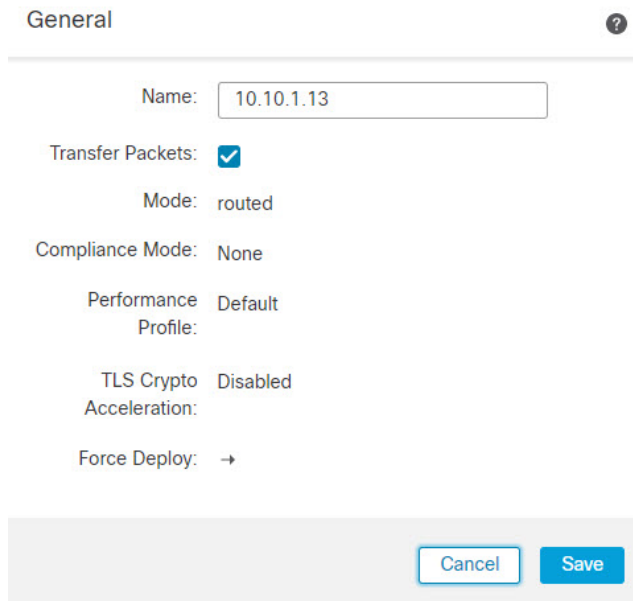 General ?
Name: 10.10.1.13
Transfer Packets:
Mode: routed
Compliance Mode: None
Performance Default
Profile:
TLS Crypto Disabled
Acceleration:
Force Deploy: →
Cancel Save